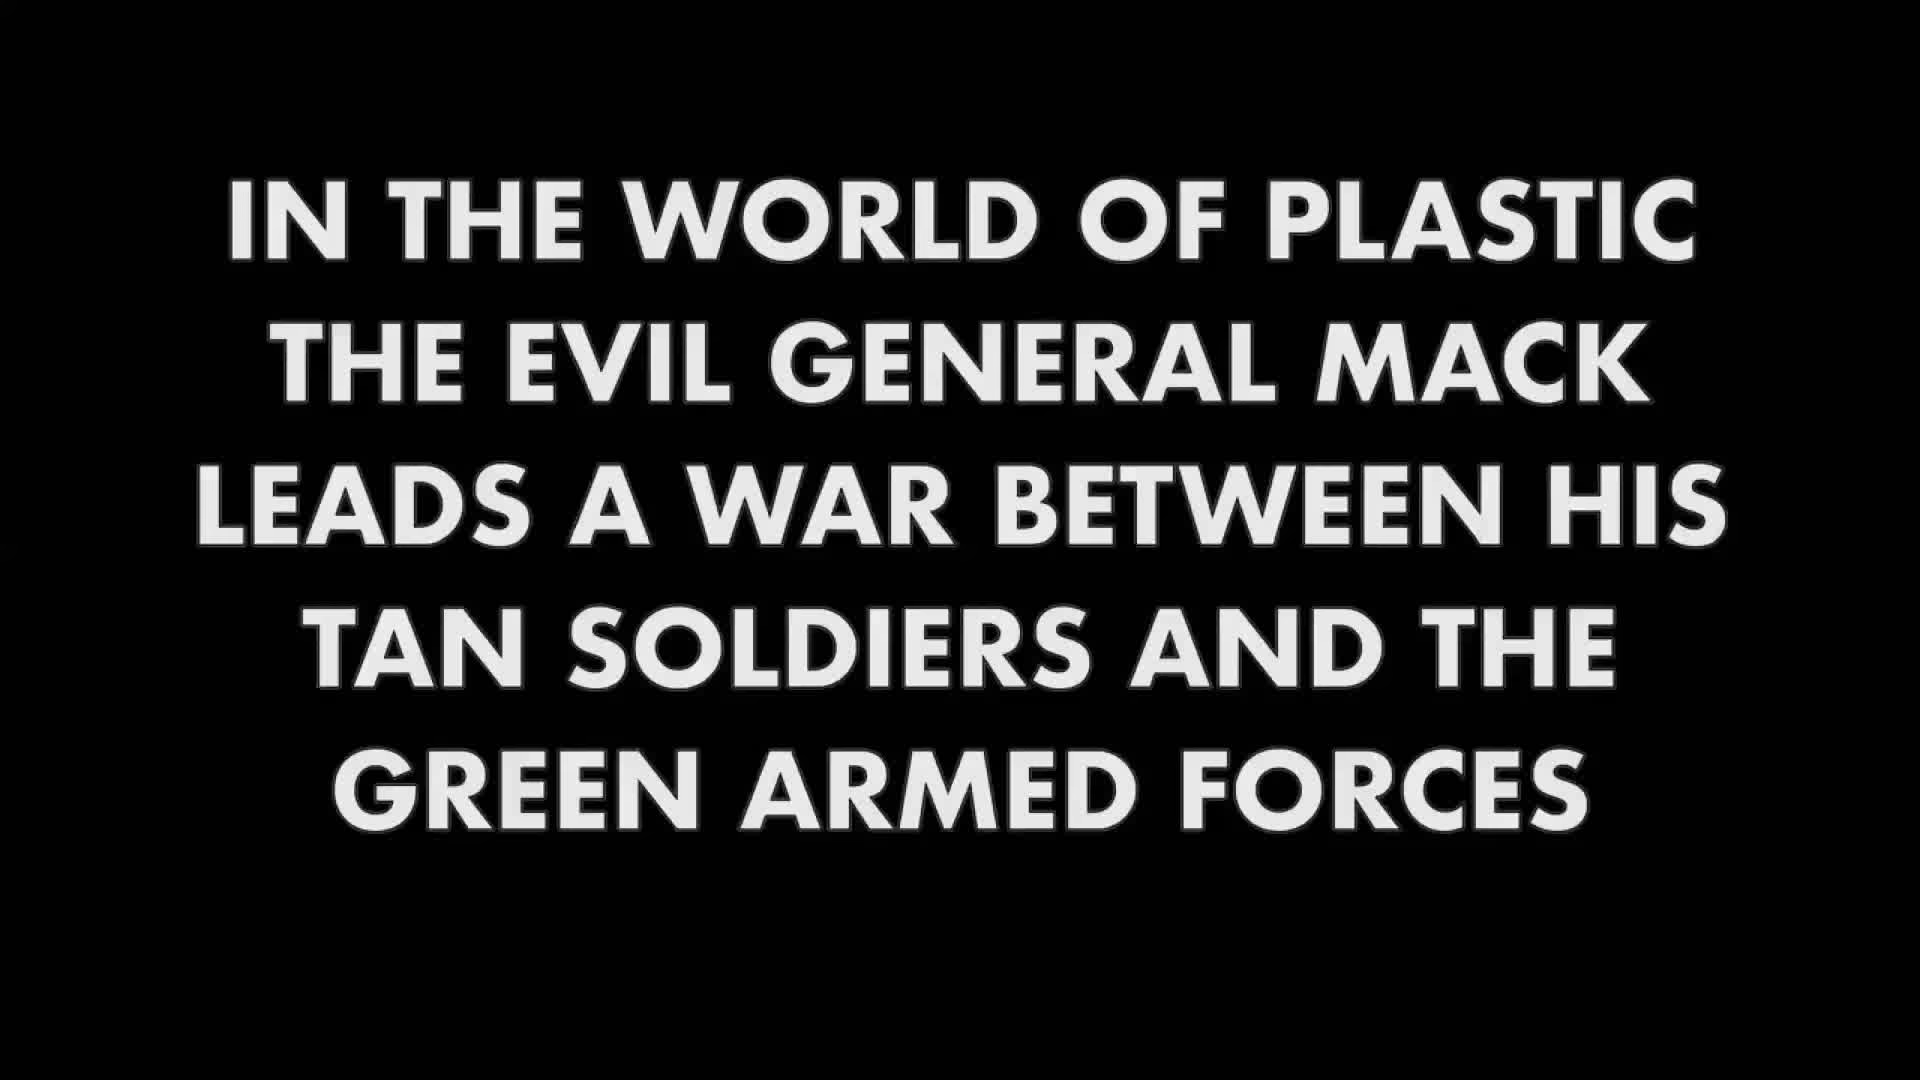 IN THE WORLD OF PLASTIC
THE EVIL GENERAL MACK
LEADS A WAR BETWEEN HIS
TAN SOLDIERS AND THE
GREEN ARMED FORCES